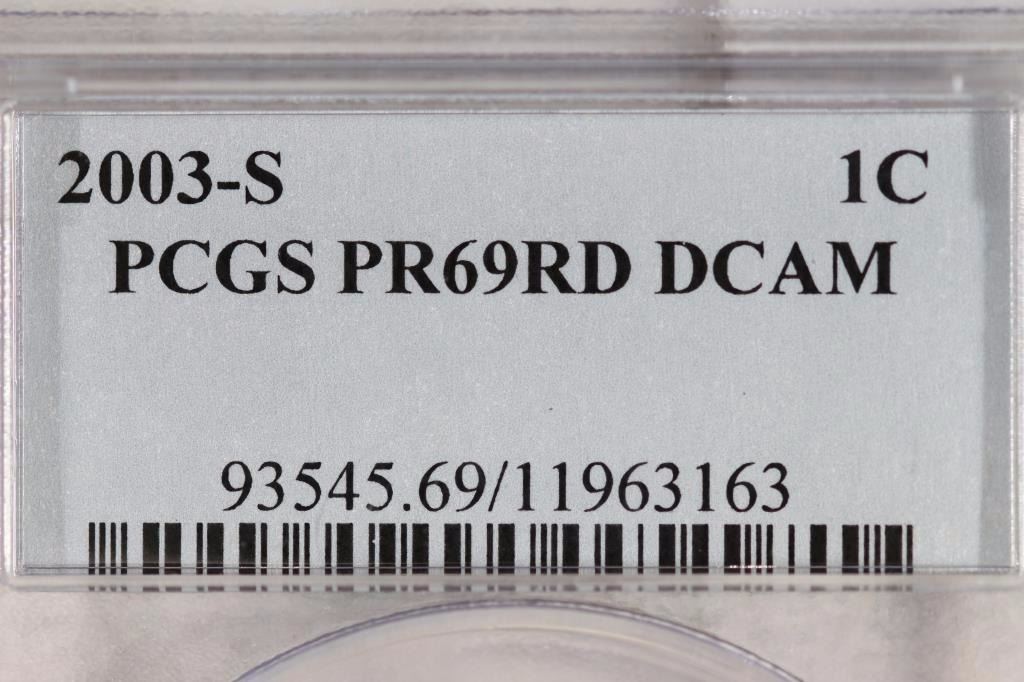 2003-S 1C
PCGS PR69RD DCAM
93545.69/11963163